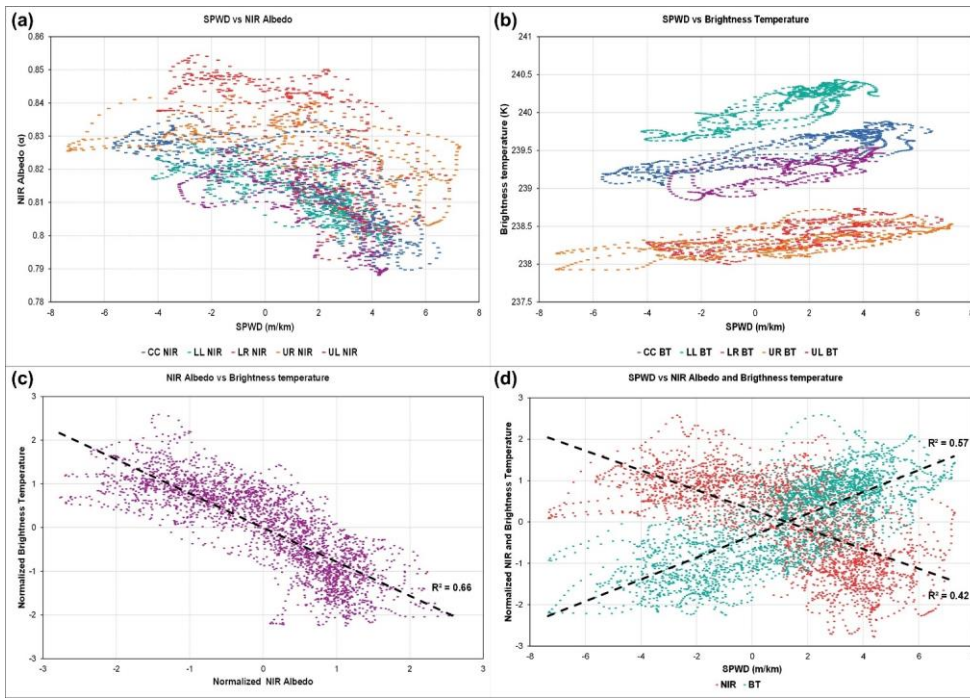 (a)
SPWD vs NIR Albedo
NIR Albedo (α)
0.86
0.85
0.84
0.83
0.82
0.81
0.8
0.79
0.78
-8 -6 -4 -2 0 2 4 6 8
SPWD (m/km)
CC NIR LL NIR LR NIR UR NIR UL NIR
(b)
SPWD vs Brightness Temperature
Brightness temperature (K)
241
240.5
240
239.5
239
238.5
238
237.5
-8 -6 -4 -2 0 2 4 6 8
SPWD (m/km)
CC BT LL BT LR BT UR BT UL BT
(c)
NIR Albedo vs Brightness temperature
Normalized Brightness Temperature
3
2
1
0
-1
-2
-3
R² = 0.66
-3 -2 -1 0 1 2 3
Normalized NIR Albedo
(d)
SPWD vs NIR Albedo and Brigthness temperature
Normalized NIR and Brightness Temperature
3
2
1
0
-1
-2
-3
R² = 0.57
R² = 0.42
-8 -6 -4 -2 0 2 4 6 8
SPWD (m/km)
NIR BT